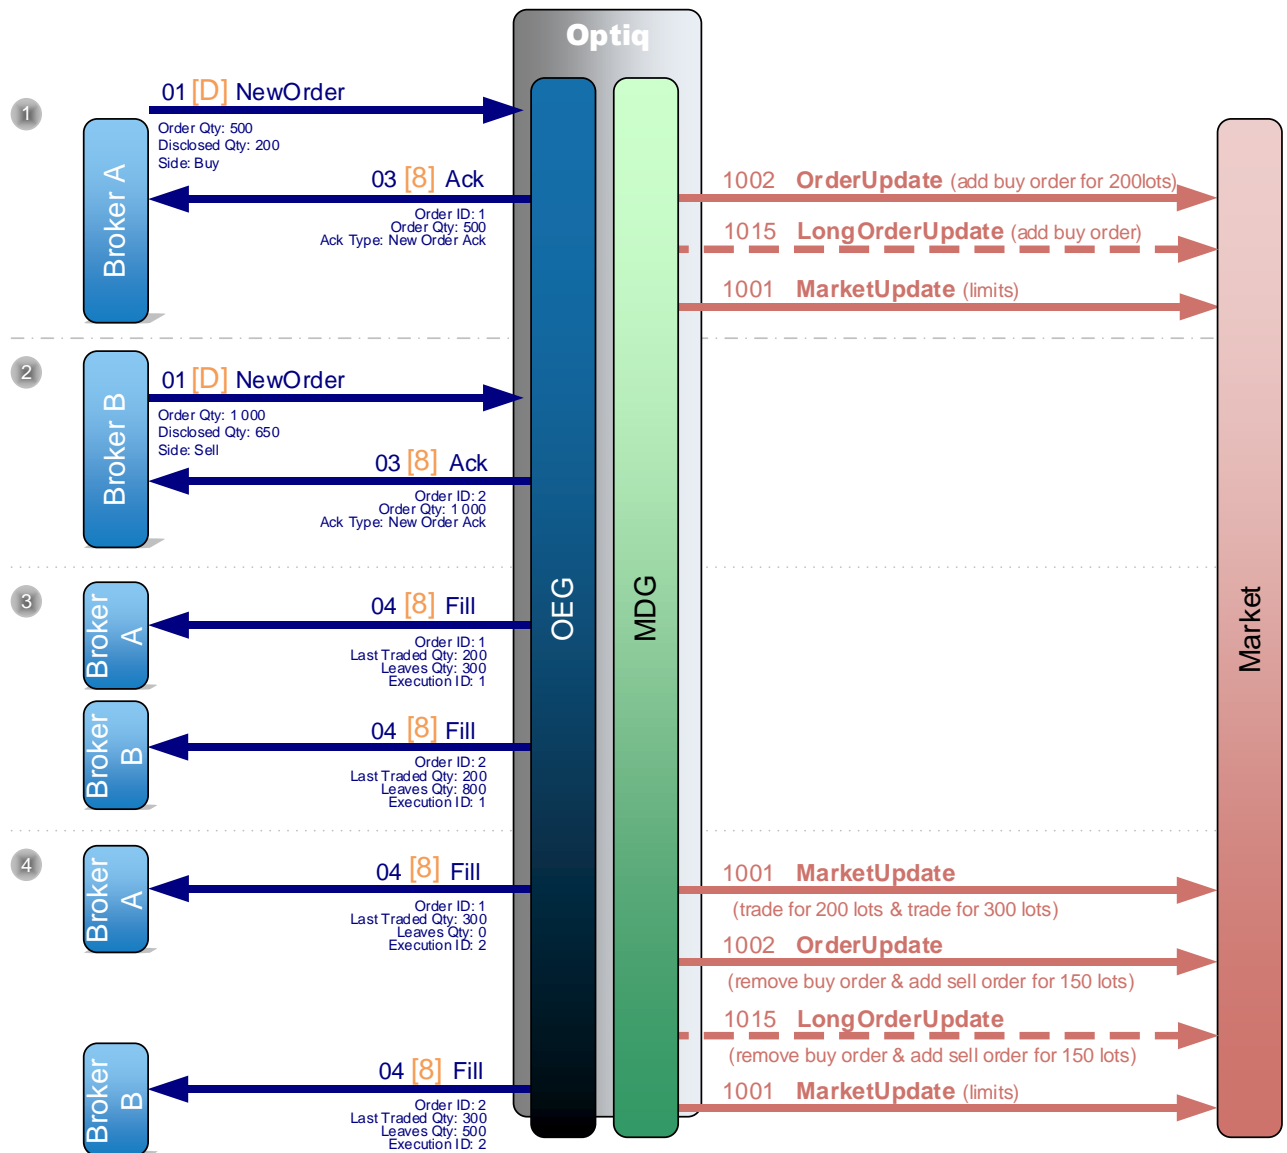 Optiq
1
01 [D] NewOrder
Order Qty: 500
Disclosed Qty: 200
Side: Buy
Broker A
03 [8] Ack
Order ID: 1
Order Qty: 500
Ack Type: New Order Ack
1002 OrderUpdate (add buy order for 200lots)
1015 LongOrderUpdate (add buy order)
1001 MarketUpdate (limits)
2
01 [D] NewOrder
Order Qty: 1 000
Disclosed Qty: 650
Side: Sell
Broker B
03 [8] Ack
Order ID: 2
Order Qty: 1 000
Ack Type: New Order Ack
3
Broker
A
04 [8] Fill
Order ID: 1
Last Traded Qty: 200
Leaves Qty: 300
Execution ID: 1
OEG
MDG
Market
Broker
B
04 [8] Fill
Order ID: 2
Last Traded Qty: 200
Leaves Qty: 800
Execution ID: 1
4
Broker
A
04 [8] Fill
Order ID: 1
Last Traded Qty: 300
Leaves Qty: 0
Execution ID: 2
1001 MarketUpdate
(trade for 200 lots & trade for 300 lots)
1002 OrderUpdate
(remove buy order & add sell order for 150 lots)
1015 LongOrderUpdate
(remove buy order & add sell order for 150 lots)
Broker
B
04 [8] Fill
Order ID: 2
Last Traded Qty: 300
Leaves Qty: 500
Execution ID: 2
1001 MarketUpdate (limits)